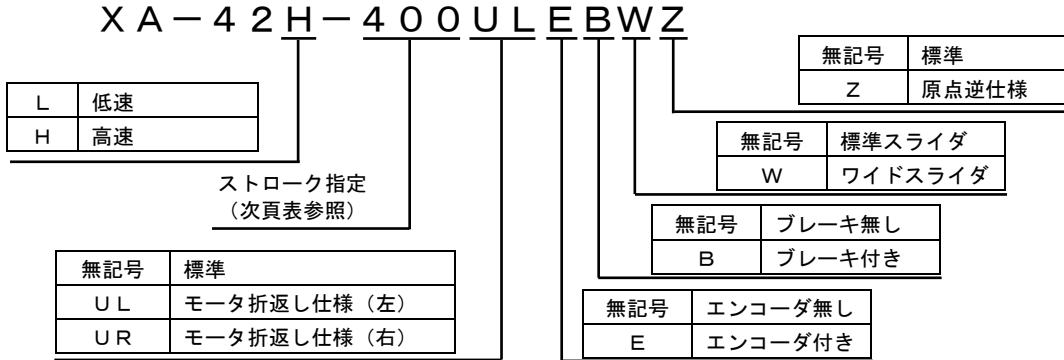 ＸＡ－４２Ｈ－４００ＵＬＥＢＷＺ
無記号 標準
Ｚ 原点逆仕様
Ｌ 低速
Ｈ 高速
無記号 標準スライダ
Ｗ ワイドスライダ
ストローク指定
（次頁表参照）
無記号 ブレーキ無し
Ｂ ブレーキ付き
無記号 標準
ＵＬ モータ折返し仕様（左）
ＵＲ モータ折返し仕様（右）
無記号 エンコーダ無し
Ｅ エンコーダ付き